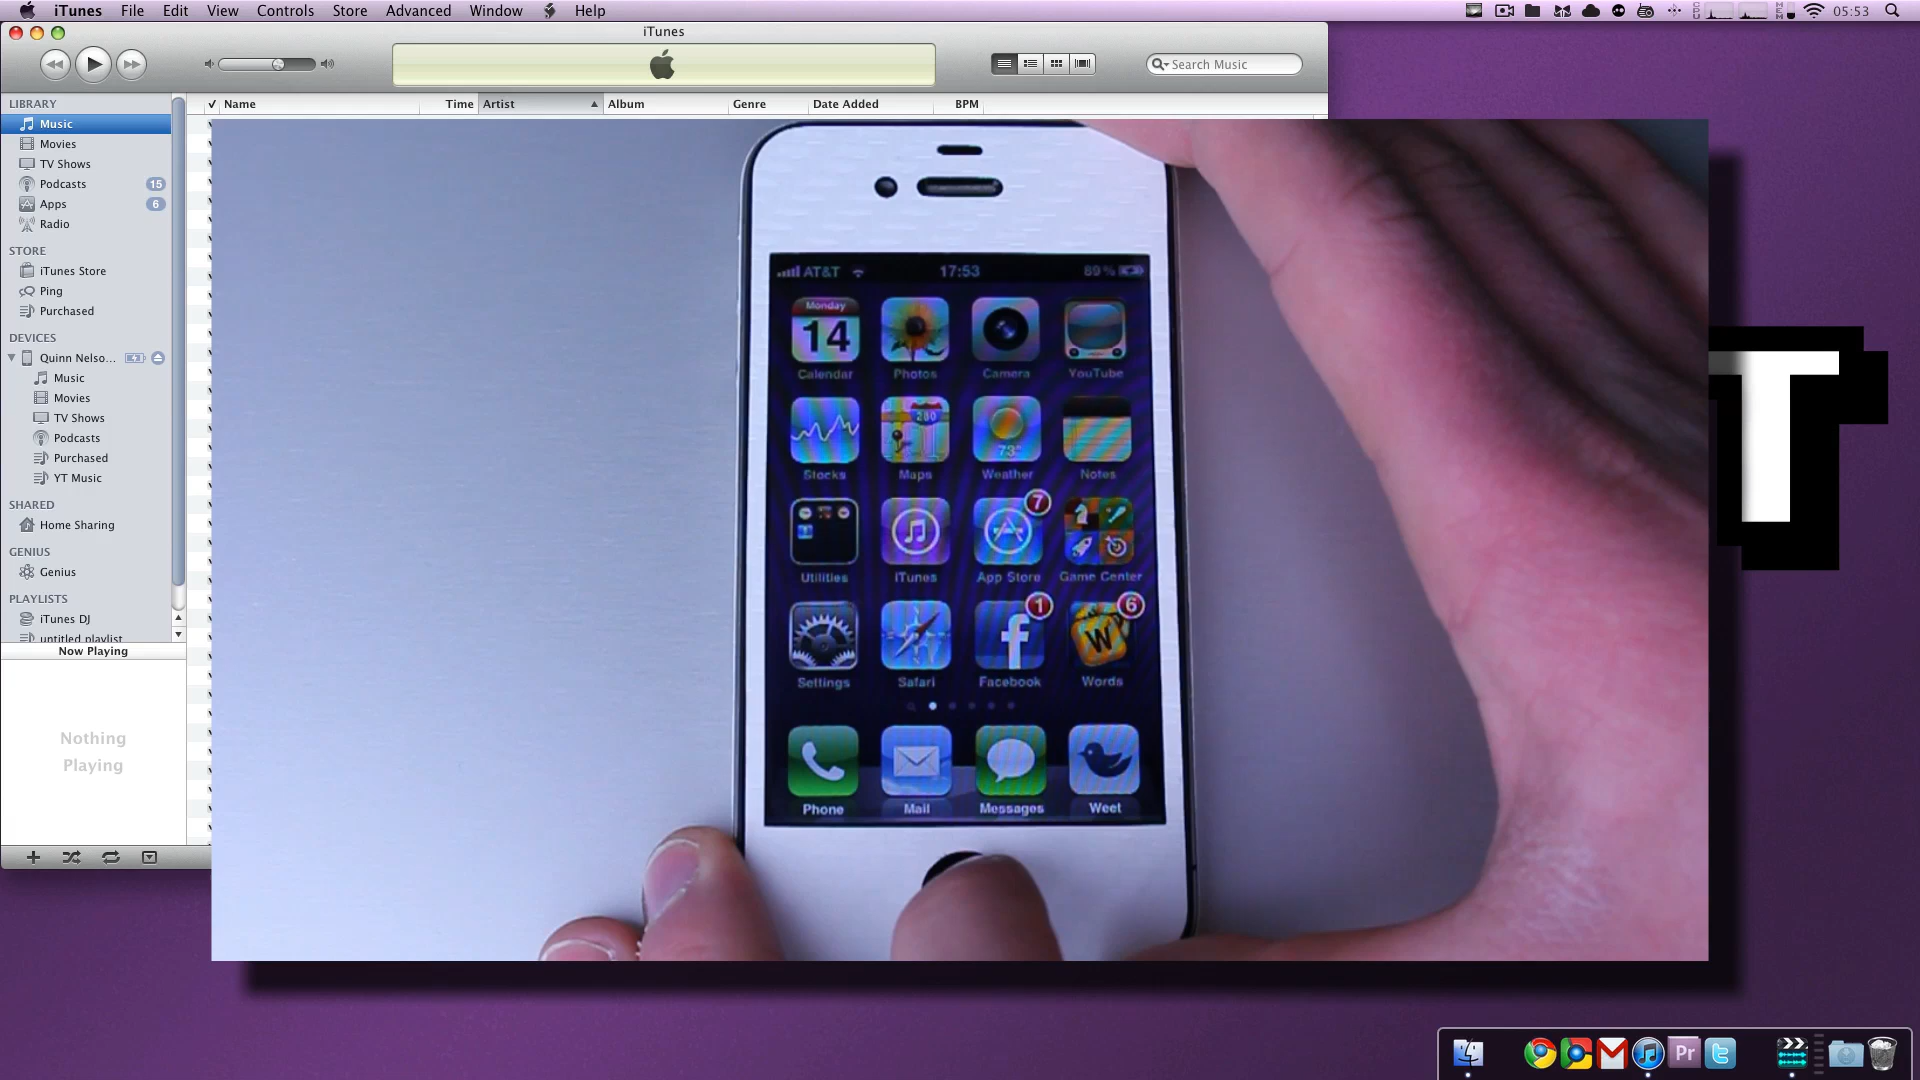 iTunes File Edit View Controls Store Advanced Window Help
05:53
iTunes
Search Music
LIBRARY
Music
Movies
TV Shows
Podcasts 15
Apps 6
Radio
STORE
iTunes Store
Ping
Purchased
DEVICES
Quinn Nelso...
Music
Movies
TV Shows
Podcasts
Purchased
YT Music
SHARED
Home Sharing
GENIUS
Genius
PLAYLISTS
iTunes DJ
untitled playlist
Now Playing
Nothing
Playing
✓ Name Time Artist Album Genre Date Added BPM
AT&T 17:53 89%
Monday
14
Calendar Photos Camera YouTube
280
73°
Stocks Maps Weather Notes
7
Utilities iTunes App Store Game Center
1 6
f W
Settings Safari Facebook Words
Phone Mail Messages Weet
T
Pr